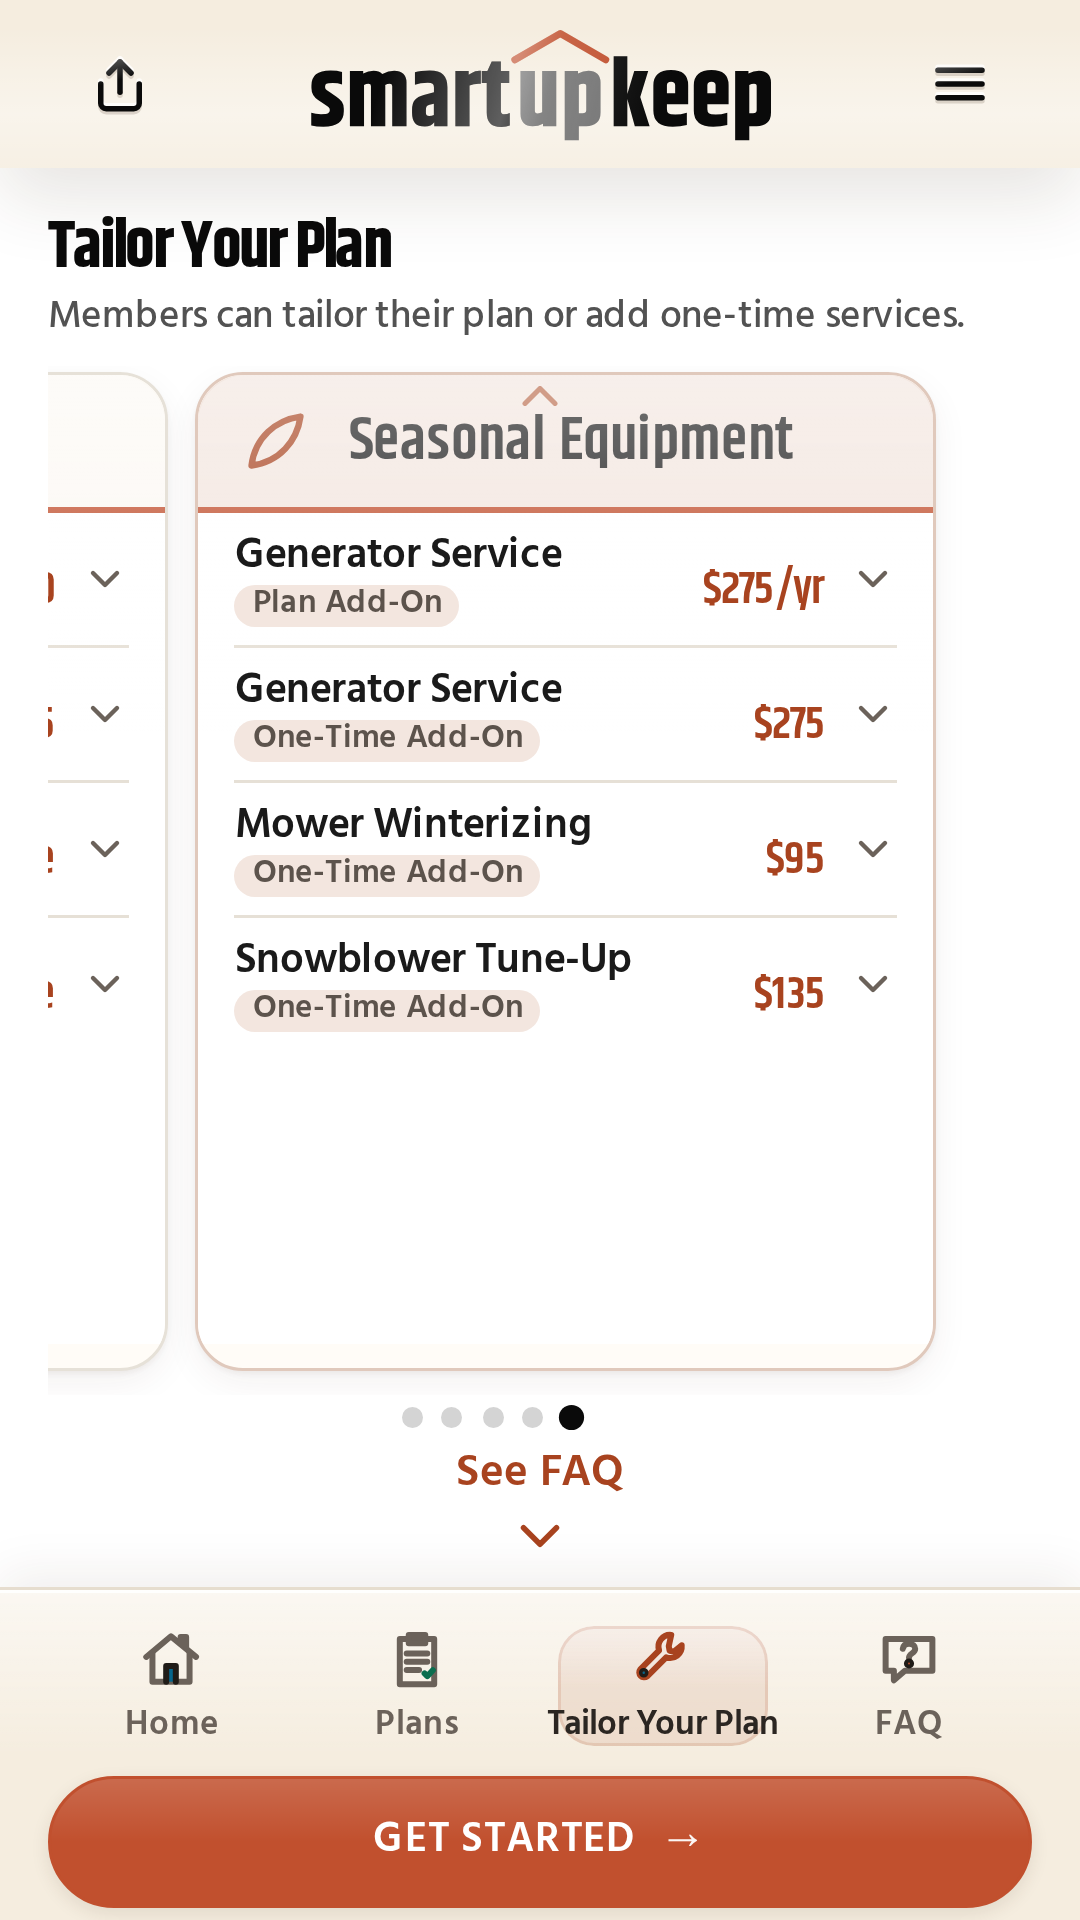 smartupkeep
Tailor Your Plan
Members can tailor their plan or add one-time services.
Seasonal Equipment
Generator Service
Plan Add-On
$275/yr
Generator Service
One-Time Add-On
$275
Mower Winterizing
One-Time Add-On
$95
Snowblower Tune-Up
One-Time Add-On
$135
See FAQ
Home
Plans
Tailor Your Plan
FAQ
GET STARTED →